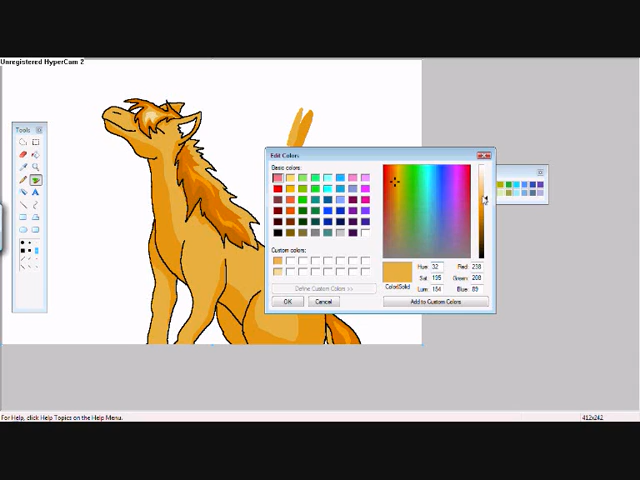 Unregistered HyperCam 2
Tools
Edit Colors
Basic colors:
Custom colors:
Define Custom Colors >>
OK
Cancel
Color|Solid
Hue: 32
Sat: 195
Lum: 154
Red: 238
Green: 208
Blue: 89
Add to Custom Colors
For Help, click Help Topics on the Help Menu.
412x242